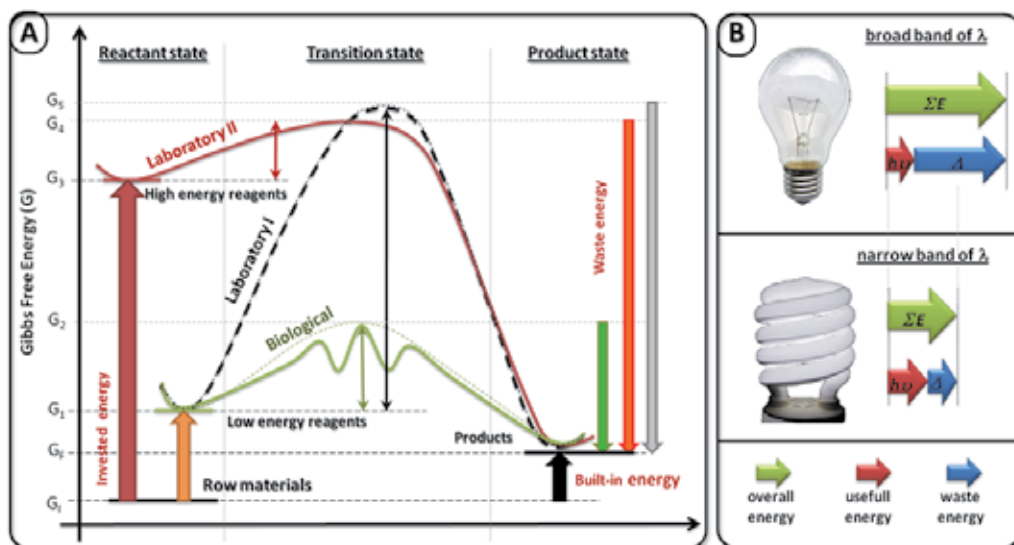 A
Reactant state
Transition state
Product state
Gibbs Free Energy (G)
G5
G4
G3
G2
G1
Gf
Gi
Laboratory II
High energy reagents
Laboratory I
Biological
Low energy reagents
Invested energy
Row materials
Products
Waste energy
Built-in energy
B
broad band of λ
ΣE
hυ
Δ
narrow band of λ
ΣE
hυ
Δ
overall
energy
usefull
energy
waste
energy